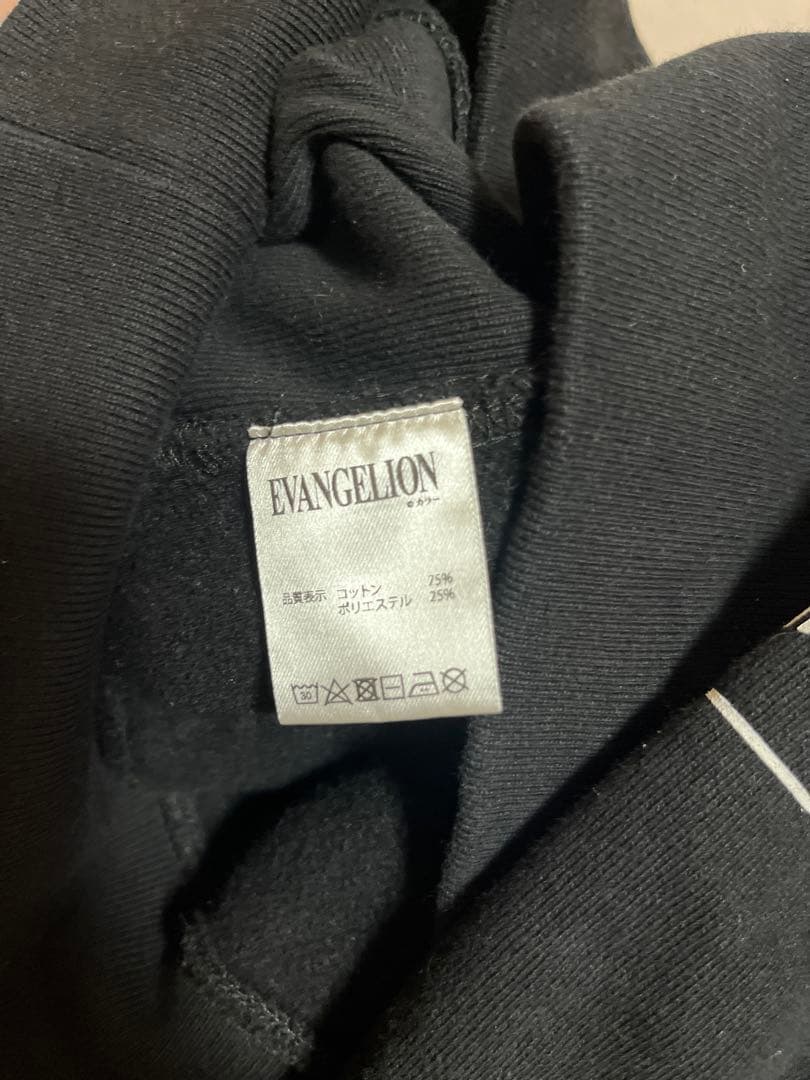 EVANGELION
©カラー
品質表示 コットン 75%
ポリエステル 25%
30